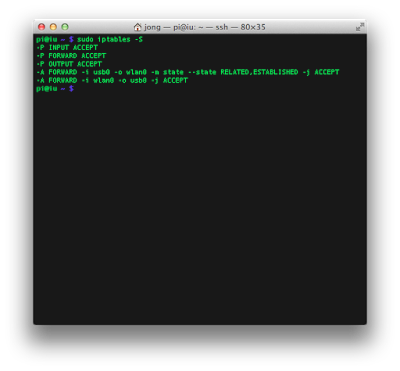 jong — pi@iu: ~ — ssh — 80×35
pi@iu ~ $ sudo iptables -S
-P INPUT ACCEPT
-P FORWARD ACCEPT
-P OUTPUT ACCEPT
-A FORWARD -i usb0 -o wlan0 -m state --state RELATED,ESTABLISHED -j ACCEPT
-A FORWARD -i wlan0 -o usb0 -j ACCEPT
pi@iu ~ $